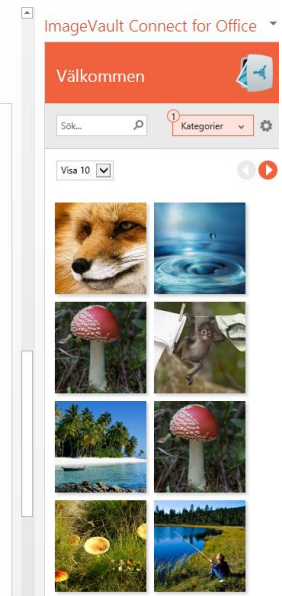 ImageVault Connect for Office
Välkommen
Sök...
1
Kategorier
Visa 10